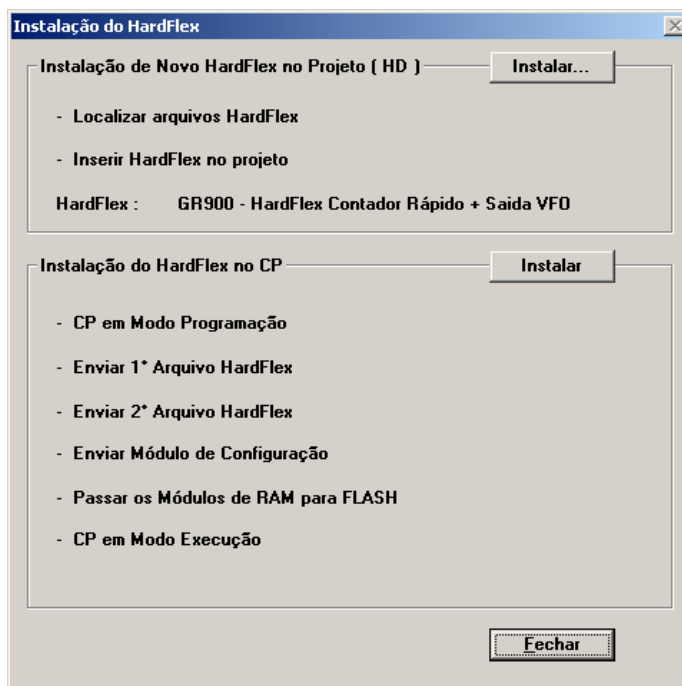 Instalação do HardFlex
Instalação de Novo HardFlex no Projeto ( HD )
Instalar...
- Localizar arquivos HardFlex
- Inserir HardFlex no projeto
HardFlex : GR900 - HardFlex Contador Rápido + Saida VFO
Instalação do HardFlex no CP
Instalar
- CP em Modo Programação
- Enviar 1* Arquivo HardFlex
- Enviar 2* Arquivo HardFlex
- Enviar Módulo de Configuração
- Passar os Módulos de RAM para FLASH
- CP em Modo Execução
Fechar